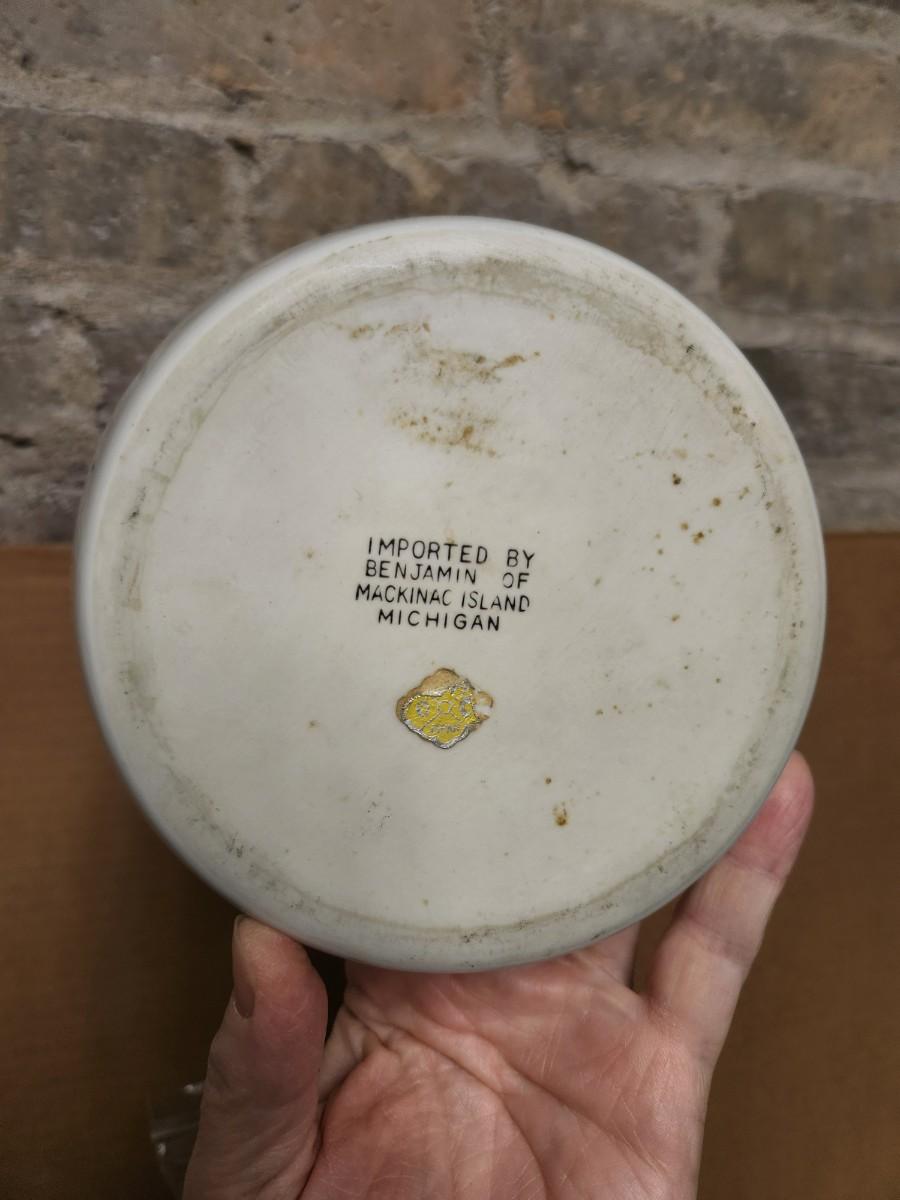 IMPORTED BY
BENJAMIN OF
MACKINAC ISLAND
MICHIGAN